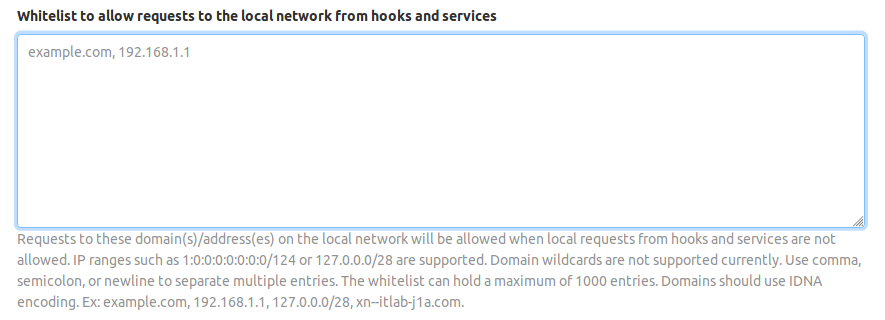 Whitelist to allow requests to the local network from hooks and services
example.com, 192.168.1.1
Requests to these domain(s)/address(es) on the local network will be allowed when local requests from hooks and services are not
allowed. IP ranges such as 1:0:0:0:0:0:0:0/124 or 127.0.0.0/28 are supported. Domain wildcards are not supported currently. Use comma,
semicolon, or newline to separate multiple entries. The whitelist can hold a maximum of 1000 entries. Domains should use IDNA
encoding. Ex: example.com, 192.168.1.1, 127.0.0.0/28, xn--itlab-j1a.com.